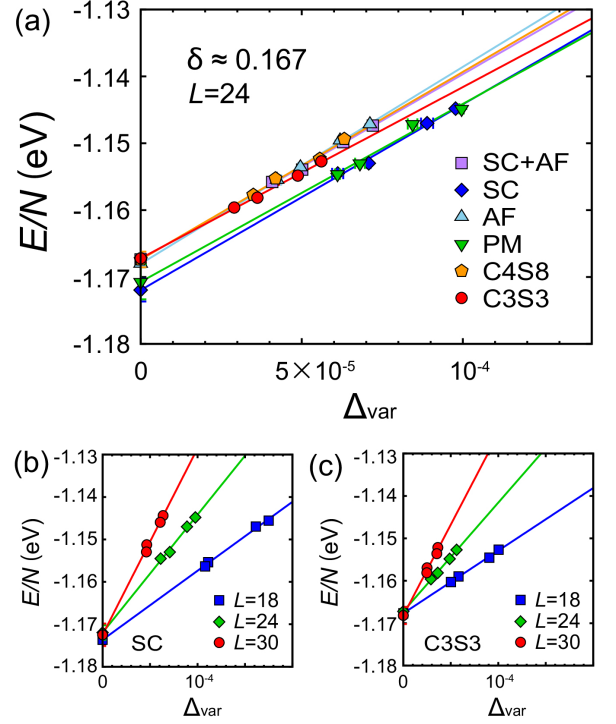 (a)
-1.13
-1.14
-1.15
-1.16
-1.17
-1.18
E/N (eV)
δ ≈ 0.167
L=24
SC+AF
SC
AF
PM
C4S8
C3S3
0
5×10⁻⁵
10⁻⁴
Δvar
(b)
-1.13
-1.14
-1.15
-1.16
-1.17
-1.18
E/N (eV)
L=18
L=24
L=30
SC
0
10⁻⁴
Δvar
(c)
-1.13
-1.14
-1.15
-1.16
-1.17
-1.18
E/N (eV)
L=18
L=24
L=30
C3S3
0
10⁻⁴
Δvar